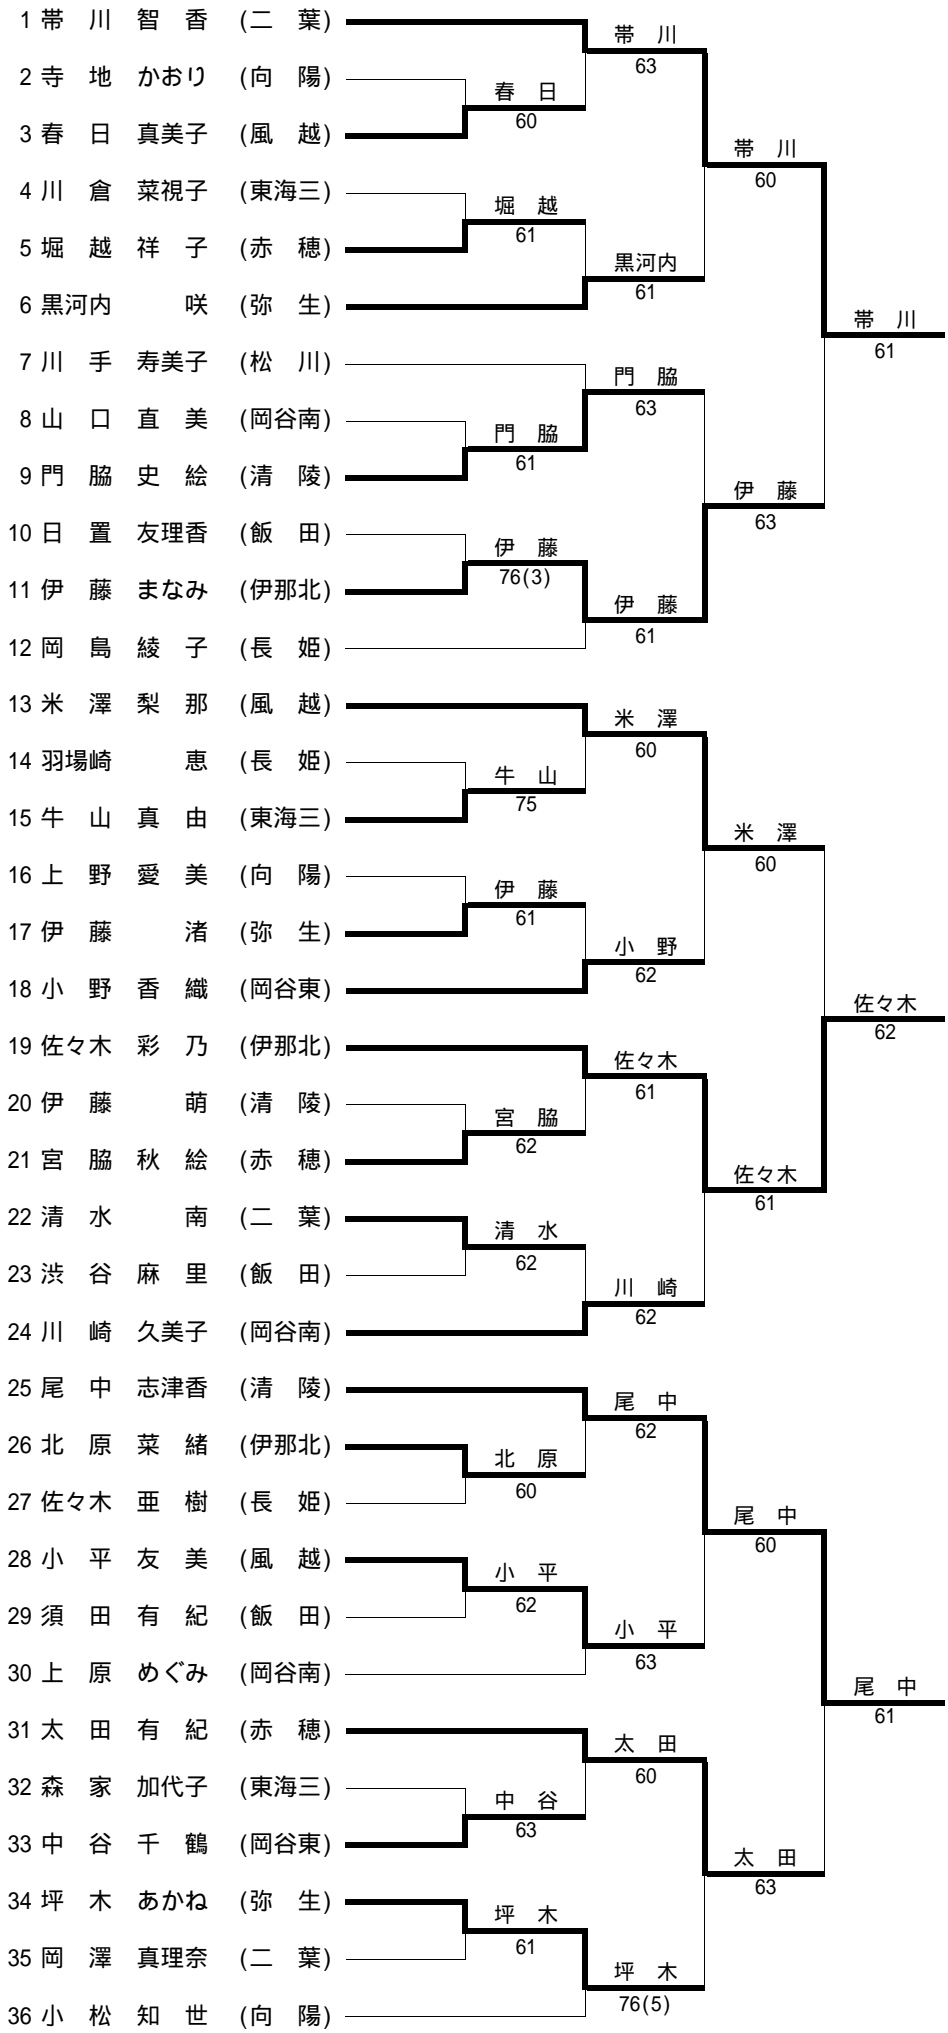 1 帯 川 智 香 (二 葉)
2 寺 地 かおり (向 陽)
3 春 日 真美子 (風 越)
4 川 倉 菜視子 (東海三)
5 堀 越 祥 子 (赤 穂)
6 黒河内 咲 (弥 生)
7 川 手 寿美子 (松 川)
8 山 口 直 美 (岡谷南)
9 門 脇 史 絵 (清 陵)
10 日 置 友理香 (飯 田)
11 伊 藤 まなみ (伊那北)
12 岡 島 綾 子 (長 姫)
13 米 澤 梨 那 (風 越)
14 羽場崎 恵 (長 姫)
15 牛 山 真 由 (東海三)
16 上 野 愛 美 (向 陽)
17 伊 藤 渚 (弥 生)
18 小 野 香 織 (岡谷東)
19 佐々木 彩 乃 (伊那北)
20 伊 藤 萌 (清 陵)
21 宮 脇 秋 絵 (赤 穂)
22 清 水 南 (二 葉)
23 渋 谷 麻 里 (飯 田)
24 川 崎 久美子 (岡谷南)
25 尾 中 志津香 (清 陵)
26 北 原 菜 緒 (伊那北)
27 佐々木 亜 樹 (長 姫)
28 小 平 友 美 (風 越)
29 須 田 有 紀 (飯 田)
30 上 原 めぐみ (岡谷南)
31 太 田 有 紀 (赤 穂)
32 森 家 加代子 (東海三)
33 中 谷 千 鶴 (岡谷東)
34 坪 木 あかね (弥 生)
35 岡 澤 真理奈 (二 葉)
36 小 松 知 世 (向 陽)
春 日
60
堀 越
61
門 脇
61
伊 藤
76(3)
牛 山
75
伊 藤
61
宮 脇
62
清 水
62
北 原
60
小 平
62
中 谷
63
坪 木
61
帯 川
63
黒河内
61
門 脇
63
伊 藤
61
米 澤
60
小 野
62
佐々木
61
川 崎
62
尾 中
62
小 平
63
太 田
60
坪 木
76(5)
帯 川
60
伊 藤
63
米 澤
60
佐々木
61
尾 中
60
太 田
63
帯 川
61
佐々木
62
尾 中
61